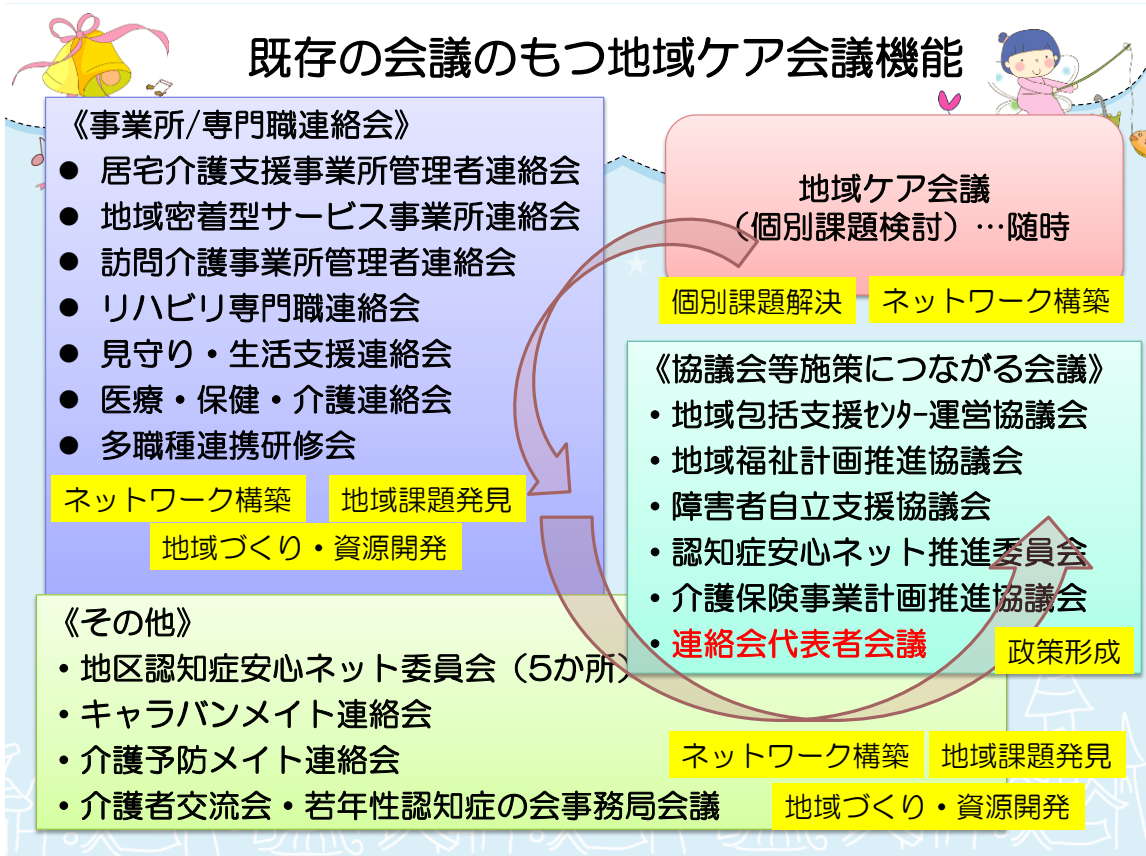 既存の会議のもつ地域ケア会議機能
《事業所/専門職連絡会》
● 居宅介護支援事業所管理者連絡会
● 地域密着型サービス事業所連絡会
● 訪問介護事業所管理者連絡会
● リハビリ専門職連絡会
● 見守り・生活支援連絡会
● 医療・保健・介護連絡会
● 多職種連携研修会
ネットワーク構築
地域課題発見
地域づくり・資源開発
地域ケア会議
（個別課題検討）…随時
個別課題解決
ネットワーク構築
《協議会等施策につながる会議》
・地域包括支援ｾﾝﾀｰ運営協議会
・地域福祉計画推進協議会
・障害者自立支援協議会
・認知症安心ネット推進委員会
・介護保険事業計画推進協議会
・連絡会代表者会議
政策形成
《その他》
・地区認知症安心ネット委員会（5か所）
・キャラバンメイト連絡会
・介護予防メイト連絡会
・介護者交流会・若年性認知症の会事務局会議
ネットワーク構築
地域課題発見
地域づくり・資源開発